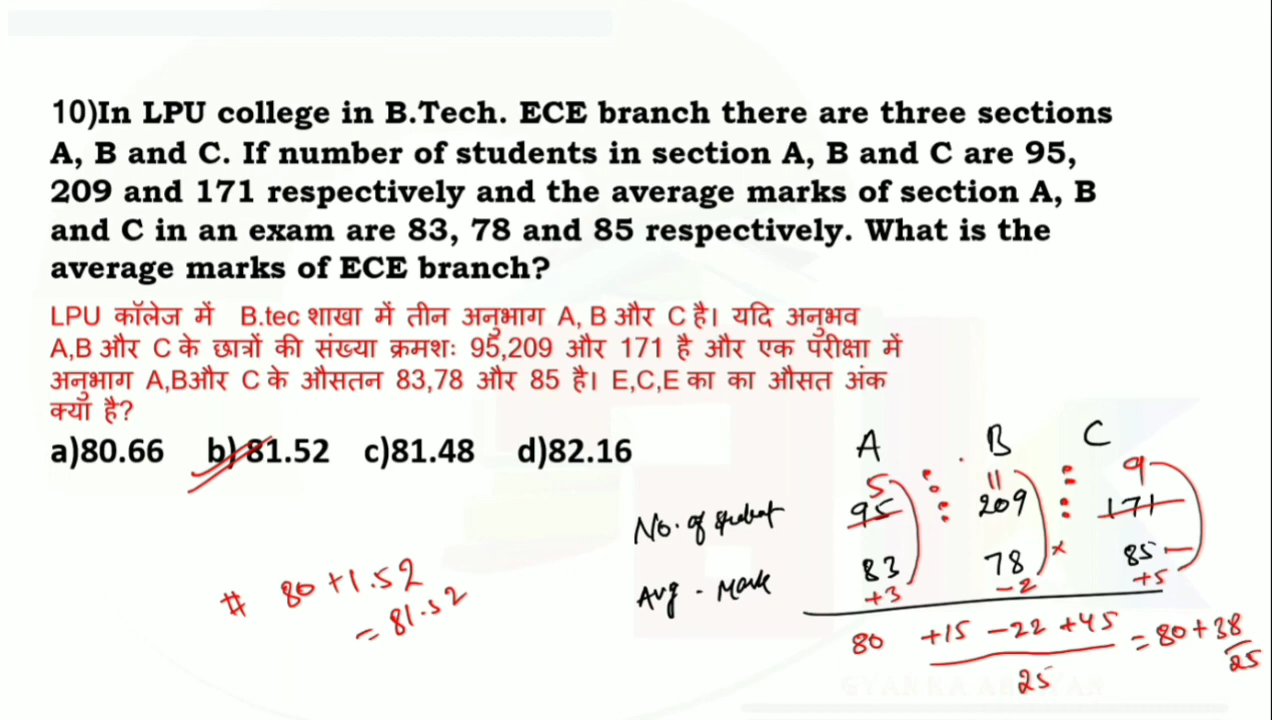 10)In LPU college in B.Tech. ECE branch there are three sections
A, B and C. If number of students in section A, B and C are 95,
209 and 171 respectively and the average marks of section A, B
and C in an exam are 83, 78 and 85 respectively. What is the
average marks of ECE branch?
LPU कॉलेज में B.tec शाखा में तीन अनुभाग A, B और C है। यदि अनुभव
A,B और C के छात्रों की संख्या क्रमशः 95,209 और 171 है और एक परीक्षा में
अनुभाग A,Bऔर C के औसतन 83,78 और 85 है। E,C,E का का औसत अंक
क्या है?
a)80.66 b) 81.52 c)81.48 d)82.16
A B C
5 11 9
No. of student 95 209 171
Avg. Mark 83 78 85
+3 -2 +5
80 +15 -22 +45 = 80 + 38
25 25
# 80 +1.52
= 81.52
GYAN KA